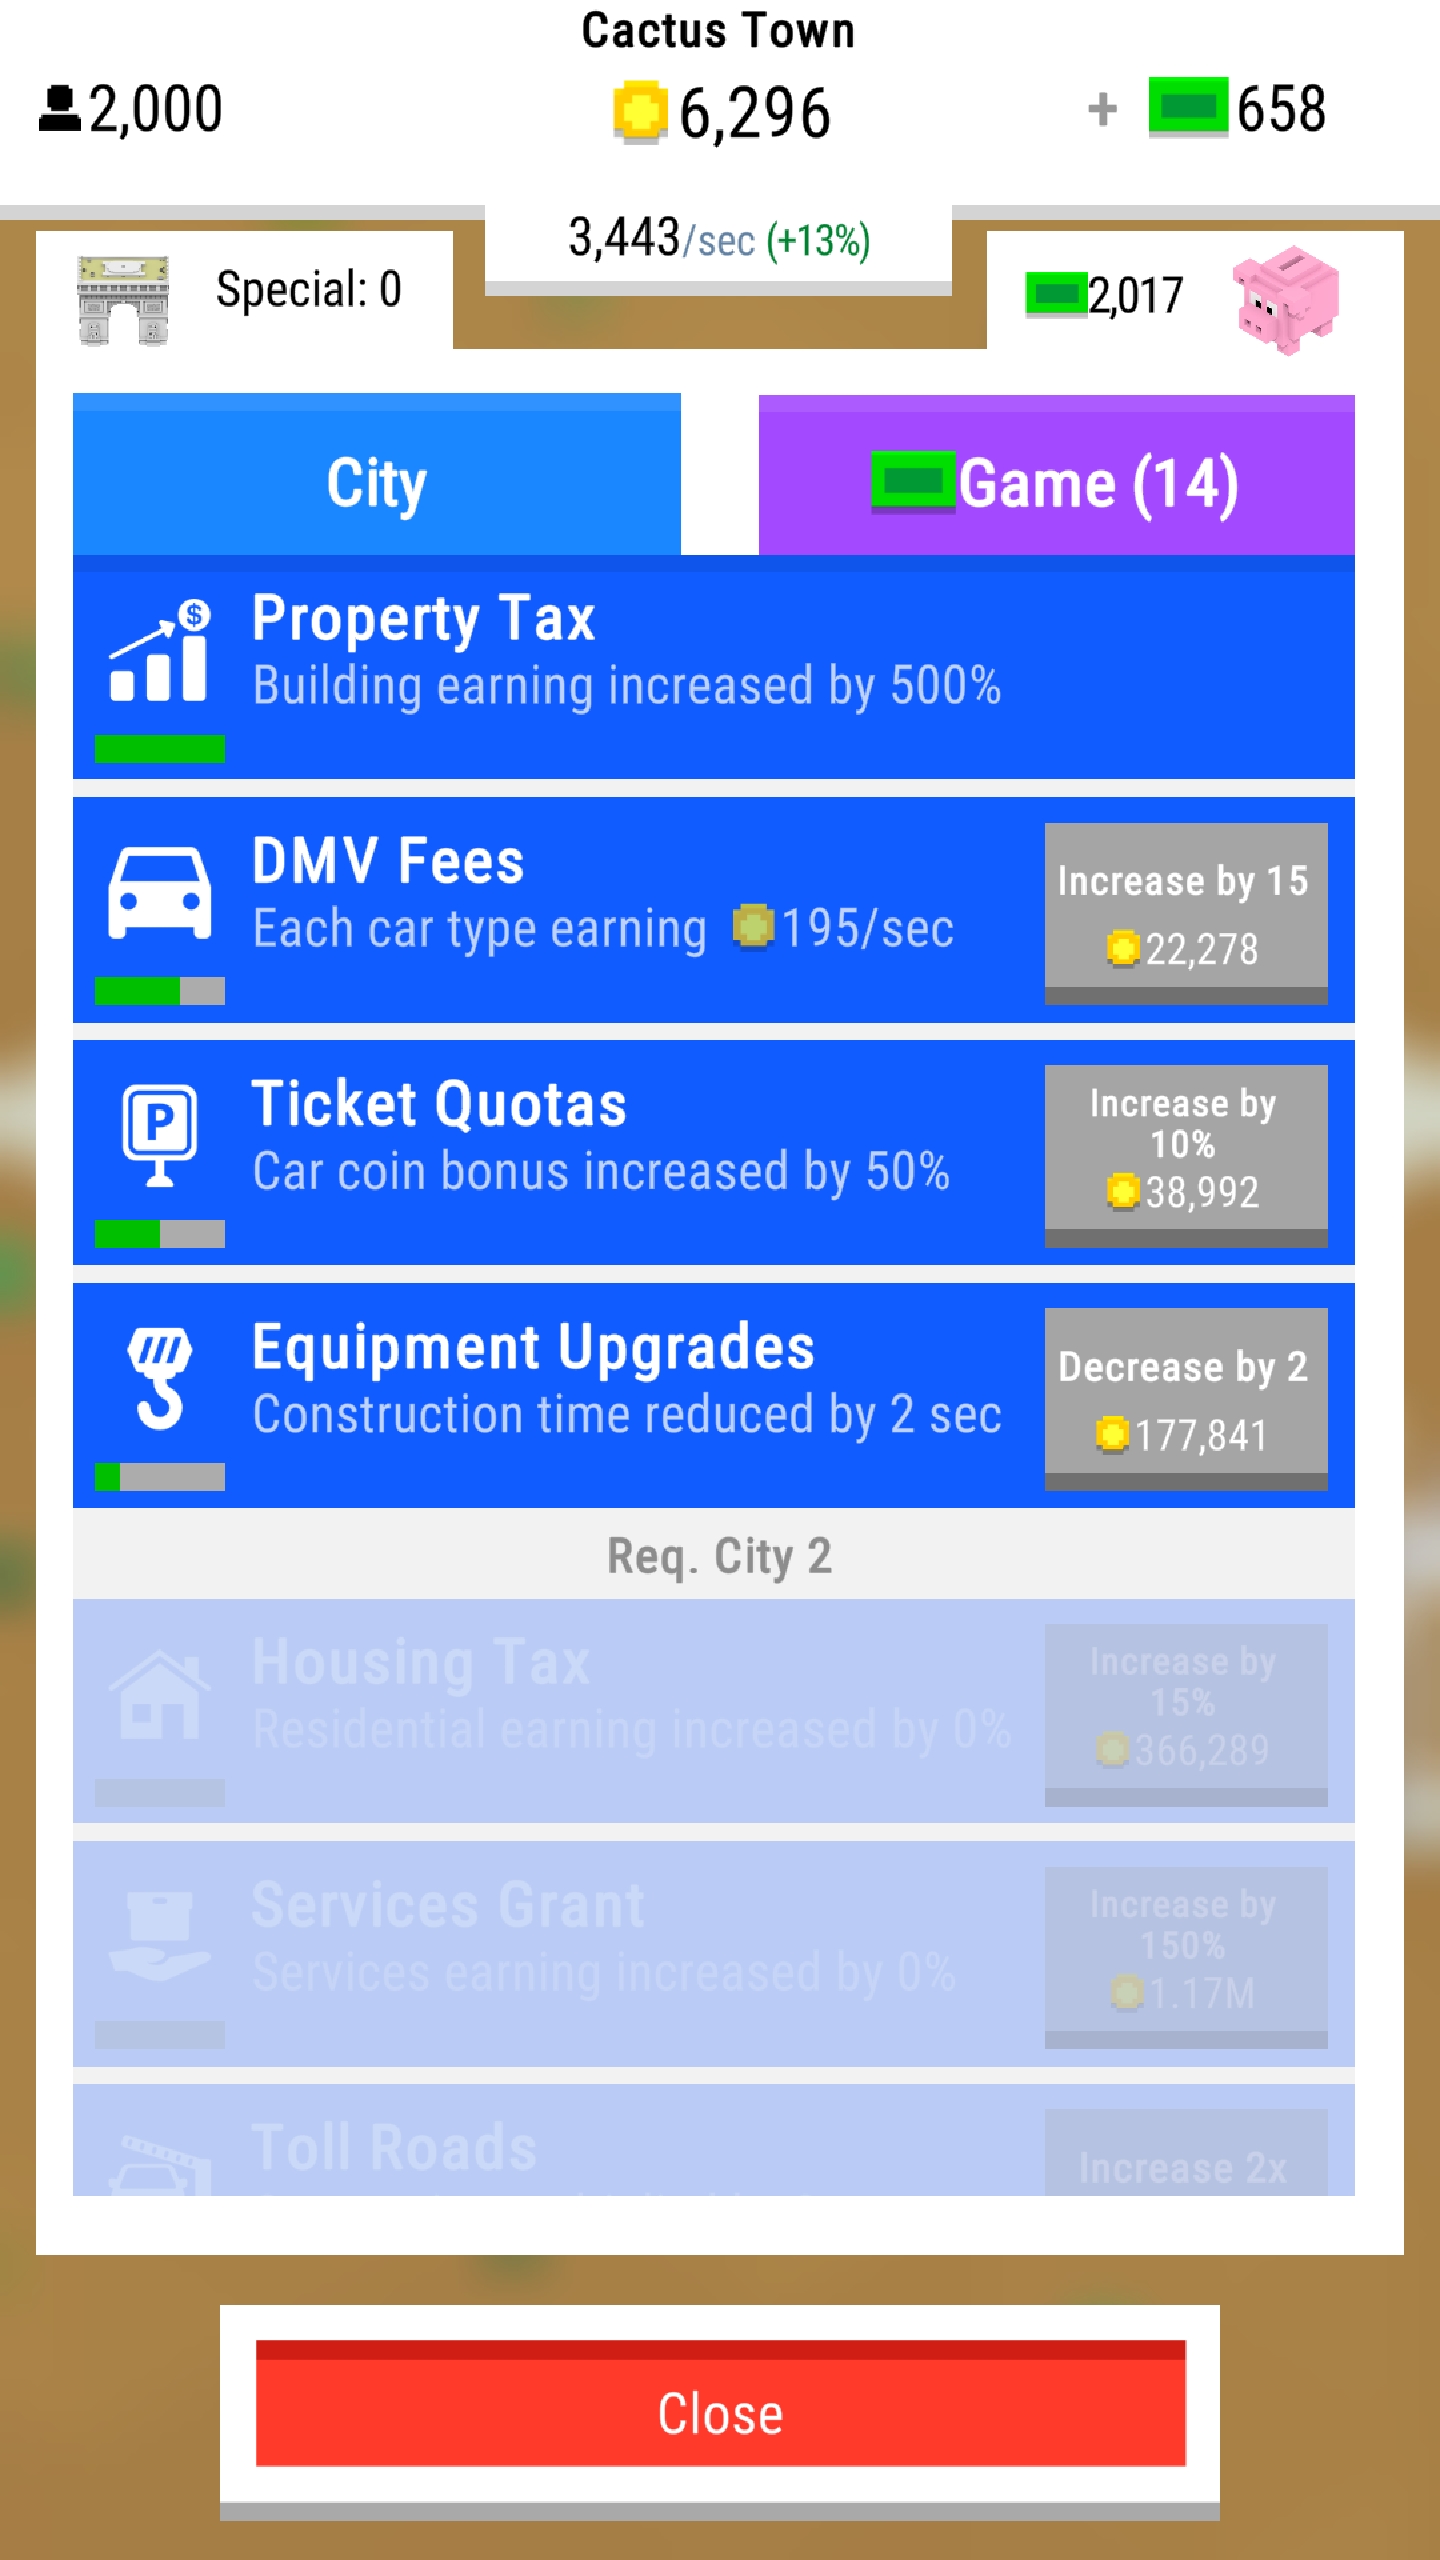 Cactus Town
2,000
6,296
+ 658
3,443/sec (+13%)
Special: 0
2,017
City
Game (14)
Property Tax
Building earning increased by 500%
DMV Fees
Each car type earning 195/sec
Increase by 15
22,278
Ticket Quotas
Car coin bonus increased by 50%
Increase by
10%
38,992
Equipment Upgrades
Construction time reduced by 2 sec
Decrease by 2
177,841
Req. City 2
Housing Tax
Residential earning increased by 0%
Increase by
15%
366,289
Services Grant
Services earning increased by 0%
Increase by
150%
1.17M
Toll Roads
Increase 2x
Close